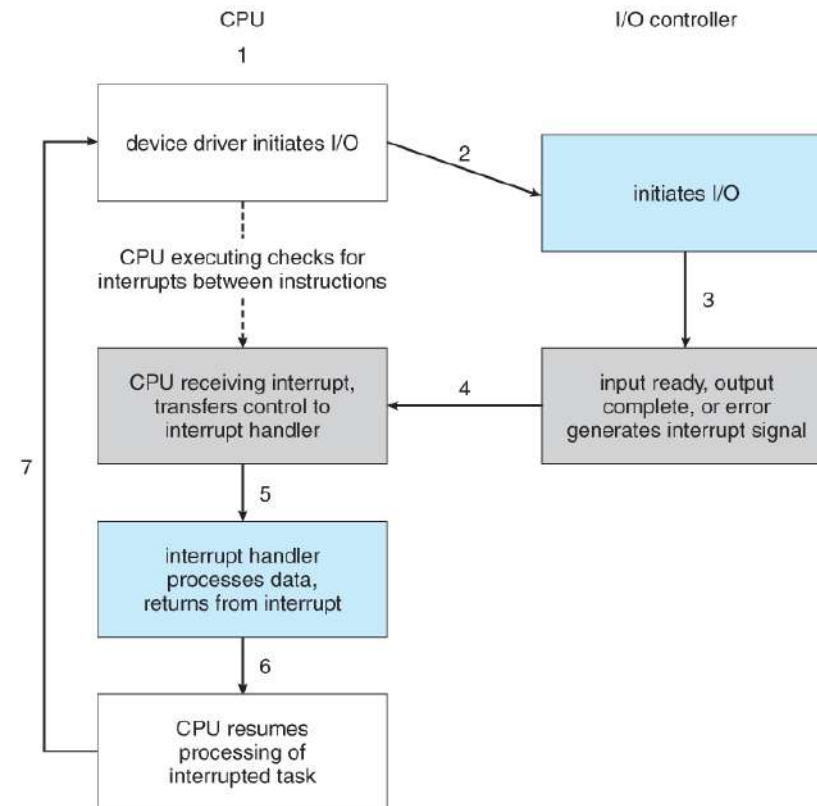 CPU
I/O controller
1
device driver initiates I/O
2
initiates I/O
CPU executing checks for
interrupts between instructions
3
CPU receiving interrupt,
transfers control to
interrupt handler
4
input ready, output
complete, or error
generates interrupt signal
7
5
interrupt handler
processes data,
returns from interrupt
6
CPU resumes
processing of
interrupted task